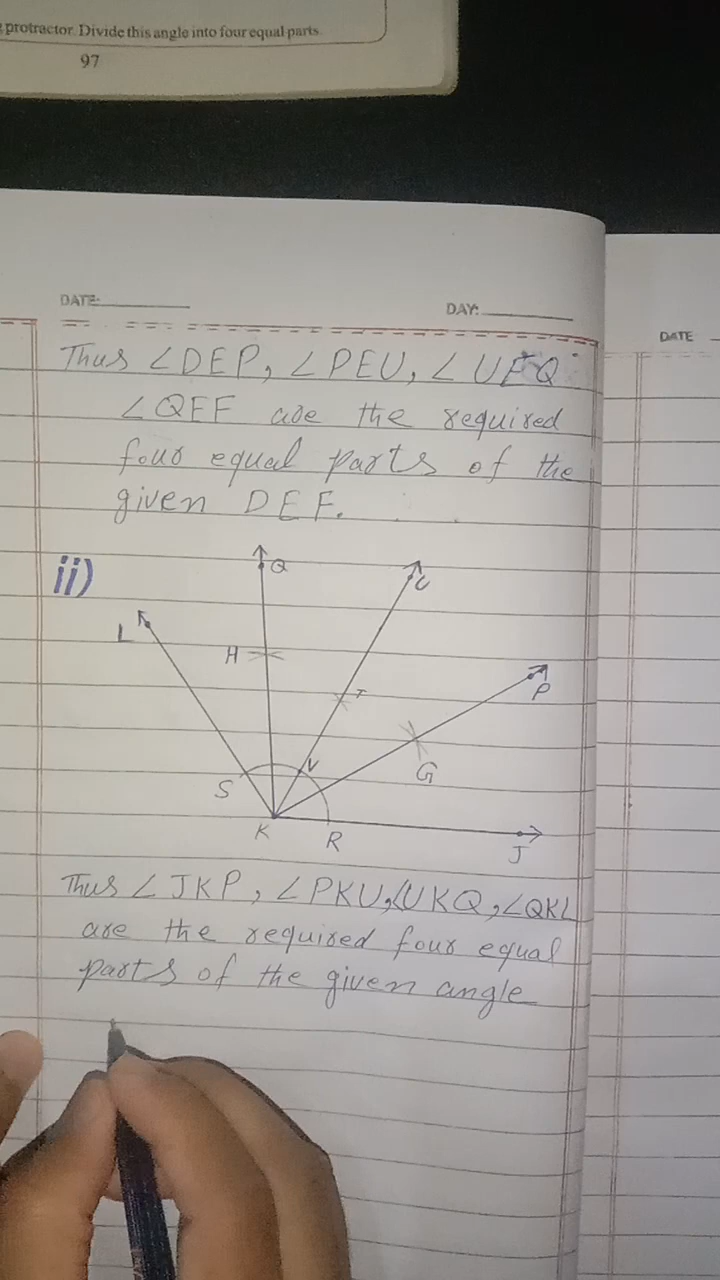 protractor. Divide this angle into four equal parts.
97
DATE:
DAY:
DATE
Thus ∠DEP, ∠PEU, ∠UEQ
∠QEF are the required
four equal parts of the
given DEF.
ii)
Q
U
L
H
P
T
G
S
N
K
R
J
Thus ∠JKP, ∠PKU, ∠UKQ, ∠QKL
are the required four equal
parts of the given angle